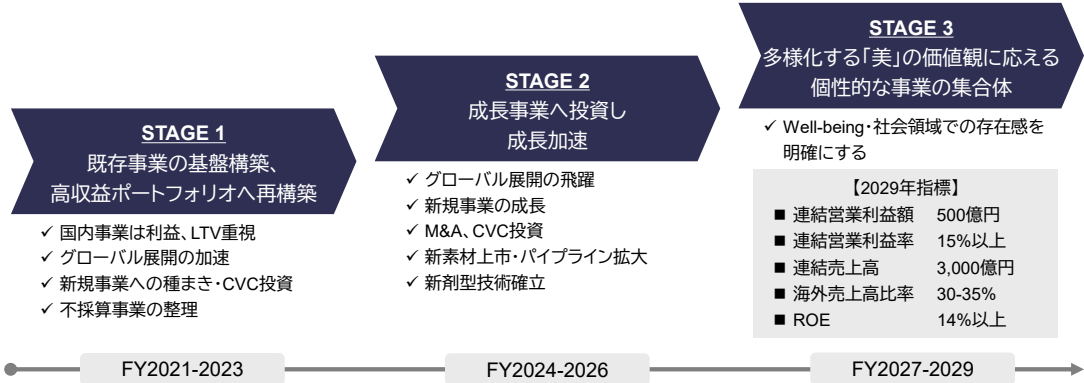 STAGE 1
既存事業の基盤構築、
高収益ポートフォリオへ再構築
✓ 国内事業は利益、LTV重視
✓ グローバル展開の加速
✓ 新規事業への種まき・CVC投資
✓ 不採算事業の整理
FY2021-2023
STAGE 2
成長事業へ投資し
成長加速
✓ グローバル展開の飛躍
✓ 新規事業の成長
✓ M&A、CVC投資
✓ 新素材上市・パイプライン拡大
✓ 新剤型技術確立
FY2024-2026
STAGE 3
多様化する「美」の価値観に応える
個性的な事業の集合体
✓ Well-being・社会領域での存在感を
明確にする
【2029年指標】
■ 連結営業利益額 500億円
■ 連結営業利益率 15%以上
■ 連結売上高 3,000億円
■ 海外売上高比率 30-35%
■ ROE 14%以上
FY2027-2029